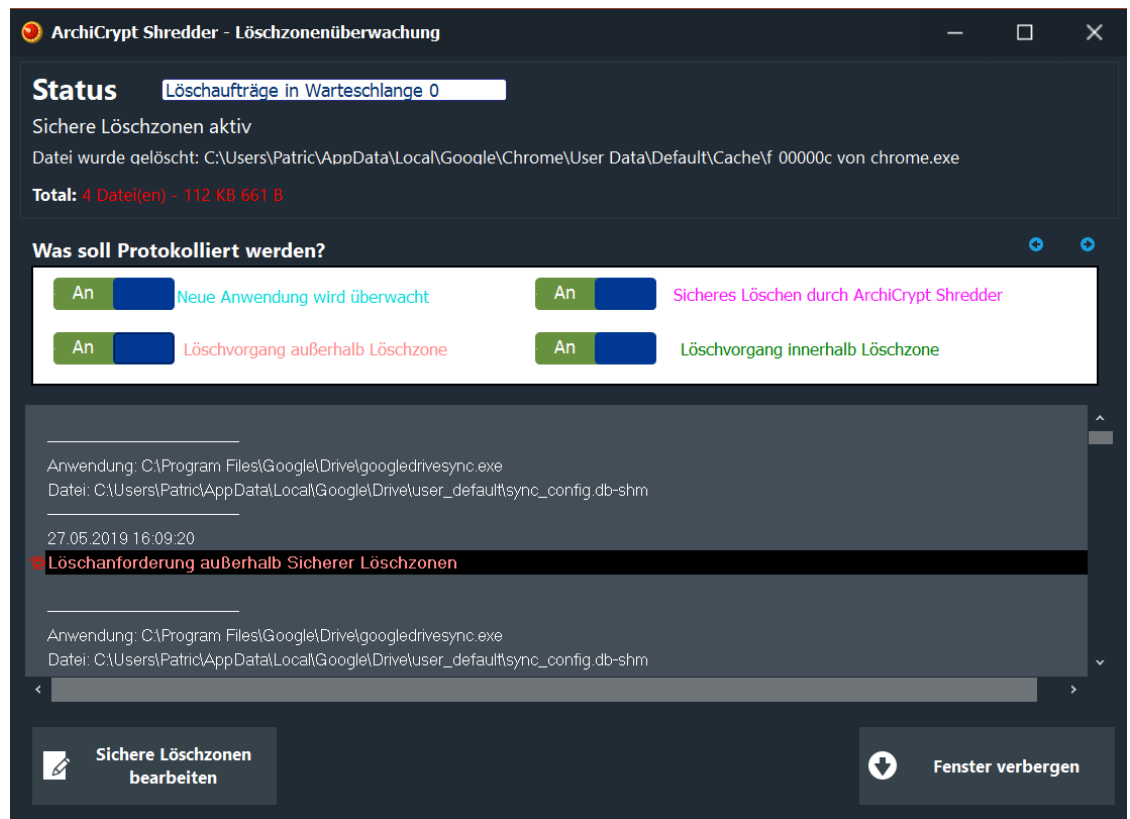 ArchiCrypt Shredder - Löschzonenüberwachung
Status
Löschaufträge in Warteschlange 0
Sichere Löschzonen aktiv
Datei wurde gelöscht: C:\Users\Patric\AppData\Local\Google\Chrome\User Data\Default\Cache\f 00000c von chrome.exe
Total: 4 Datei(en) - 112 KB 661 B
Was soll Protokolliert werden?
An Neue Anwendung wird überwacht
An Sicheres Löschen durch ArchiCrypt Shredder
An Löschvorgang außerhalb Löschzone
An Löschvorgang innerhalb Löschzone
Anwendung: C:\Program Files\Google\Drive\googledrivesync.exe
Datei: C:\Users\Patric\AppData\Local\Google\Drive\user_default\sync_config.db-shm
27.05.2019 16:09:20
Löschanforderung außerhalb Sicherer Löschzonen
Anwendung: C:\Program Files\Google\Drive\googledrivesync.exe
Datei: C:\Users\Patric\AppData\Local\Google\Drive\user_default\sync_config.db-shm
Sichere Löschzonen
bearbeiten
Fenster verbergen